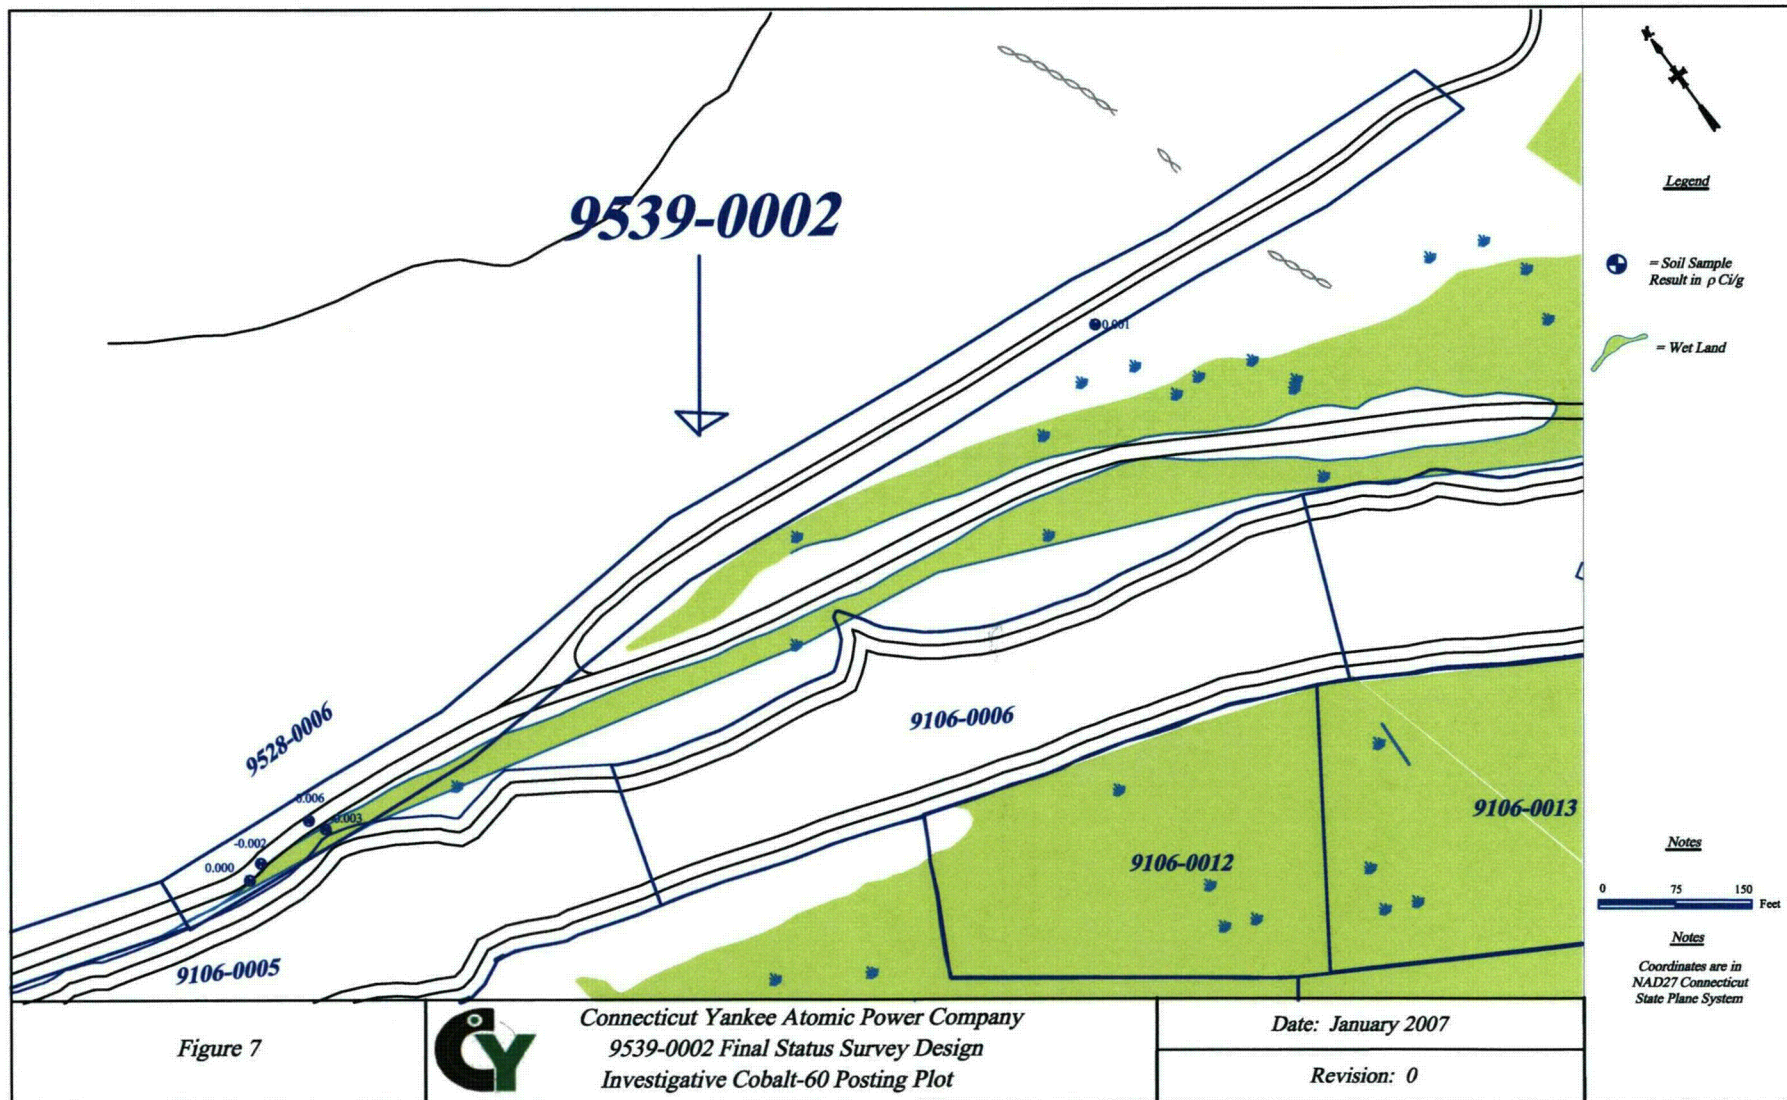 9539-0002
0.001
9528-0006
0.006
-0.003
-0.002
0.000
9106-0005
9106-0006
9106-0012
9106-0013
Legend
= Soil Sample
Result in ρ Ci/g
= Wet Land
Notes
0 75 150
Feet
Notes
Coordinates are in
NAD27 Connecticut
State Plane System
Figure 7
CY
Connecticut Yankee Atomic Power Company
9539-0002 Final Status Survey Design
Investigative Cobalt-60 Posting Plot
Date: January 2007
Revision: 0